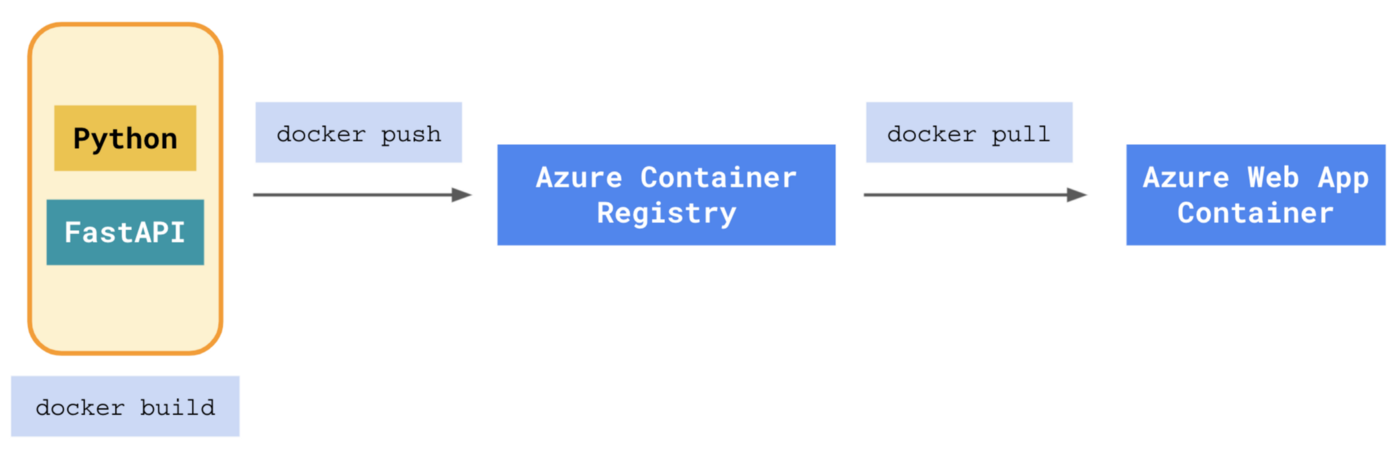 Python
FastAPI
docker build
docker push
Azure Container
Registry
docker pull
Azure Web App
Container